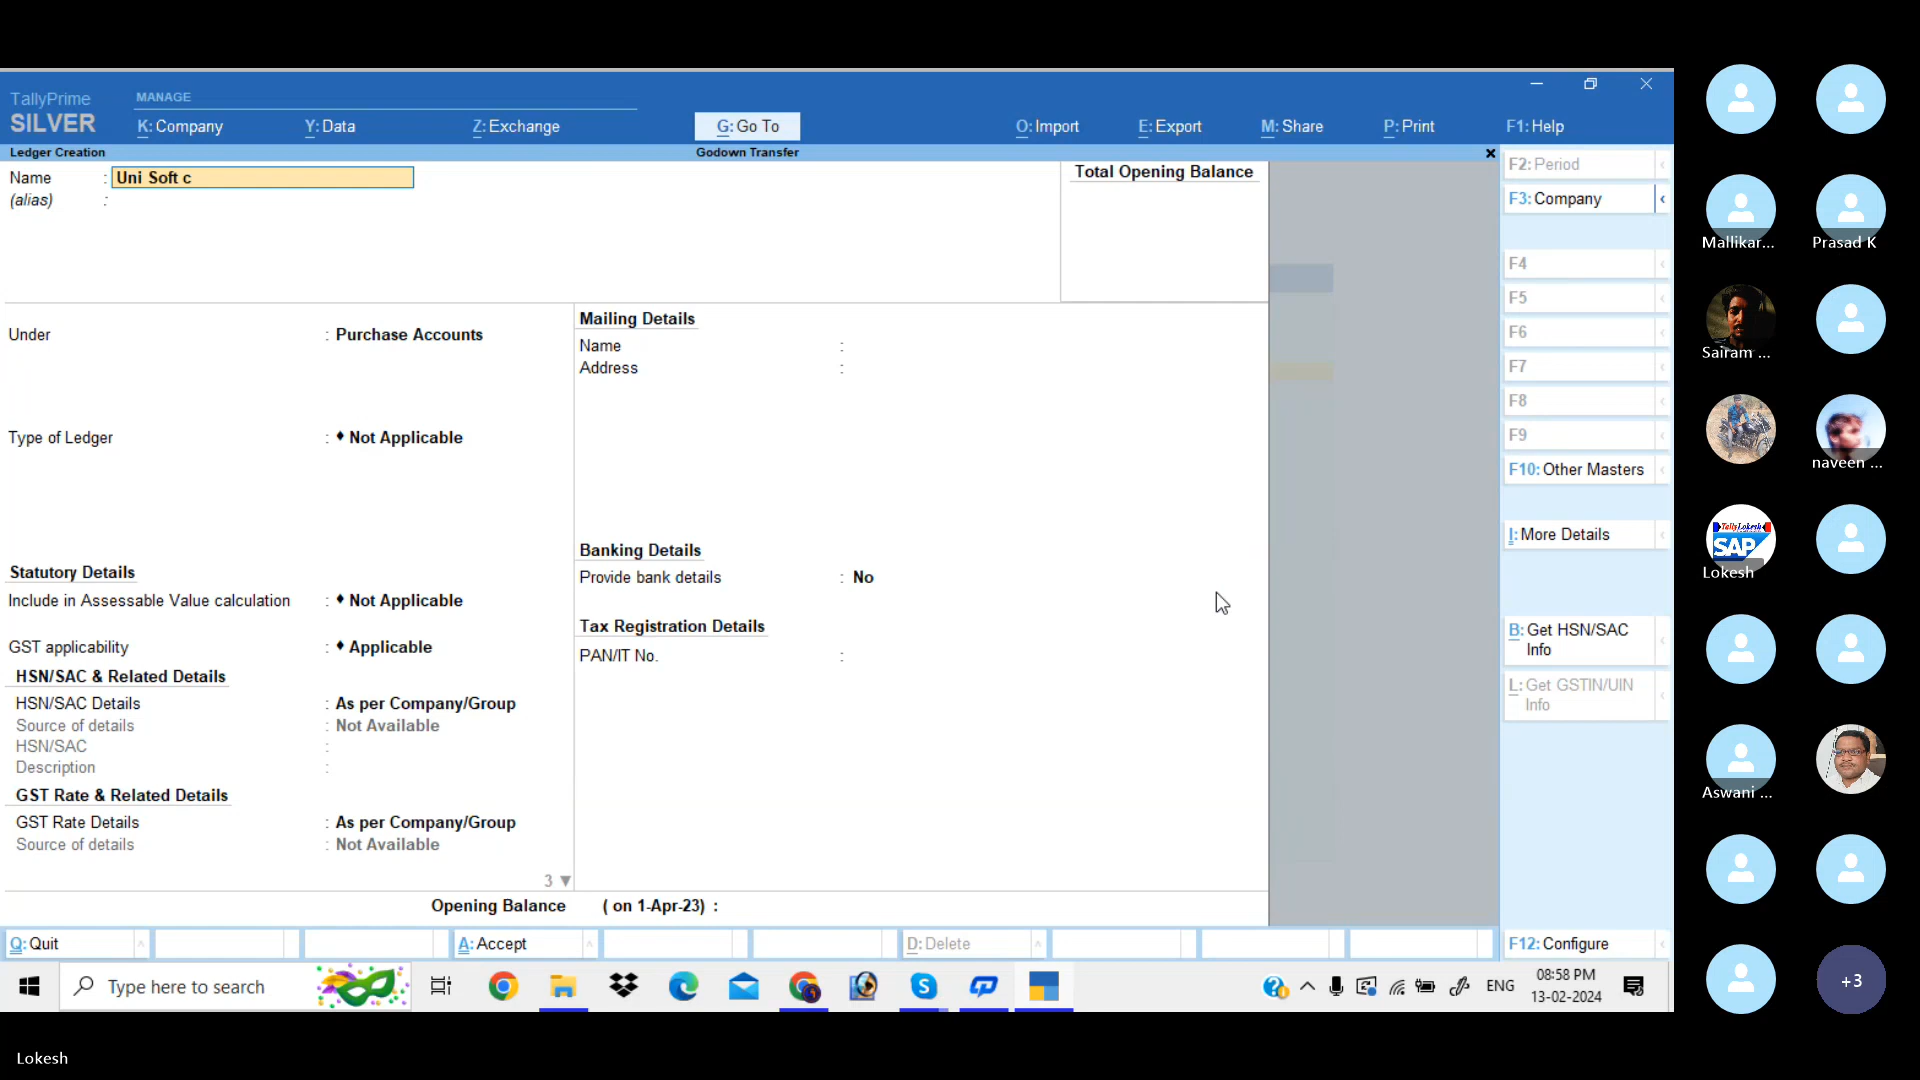 TallyPrime
SILVER
MANAGE
K: Company
Y: Data
Z: Exchange
G: Go To
O: Import
E: Export
M: Share
P: Print
F1: Help
Ledger Creation
Godown Transfer
Name : Uni Soft c
(alias) :
Total Opening Balance
Under : Purchase Accounts
Type of Ledger : ♦ Not Applicable
Statutory Details
Include in Assessable Value calculation : ♦ Not Applicable
GST applicability : ♦ Applicable
HSN/SAC & Related Details
HSN/SAC Details : As per Company/Group
Source of details : Not Available
HSN/SAC :
Description :
GST Rate & Related Details
GST Rate Details : As per Company/Group
Source of details : Not Available
3 ▼
Mailing Details
Name :
Address :
Banking Details
Provide bank details : No
Tax Registration Details
PAN/IT No. :
Opening Balance ( on 1-Apr-23) :
F2: Period
F3: Company
F4
F5
F6
F7
F8
F9
F10: Other Masters
I: More Details
B: Get HSN/SAC
Info
L: Get GSTIN/UIN
Info
Q: Quit
A: Accept
D: Delete
F12: Configure
Type here to search
ENG
08:58 PM
13-02-2024
Mallikar...
Prasad K
Sairam ...
naveen ...
TallyLokesh
SAP
Lokesh
Aswani ...
+3
Lokesh